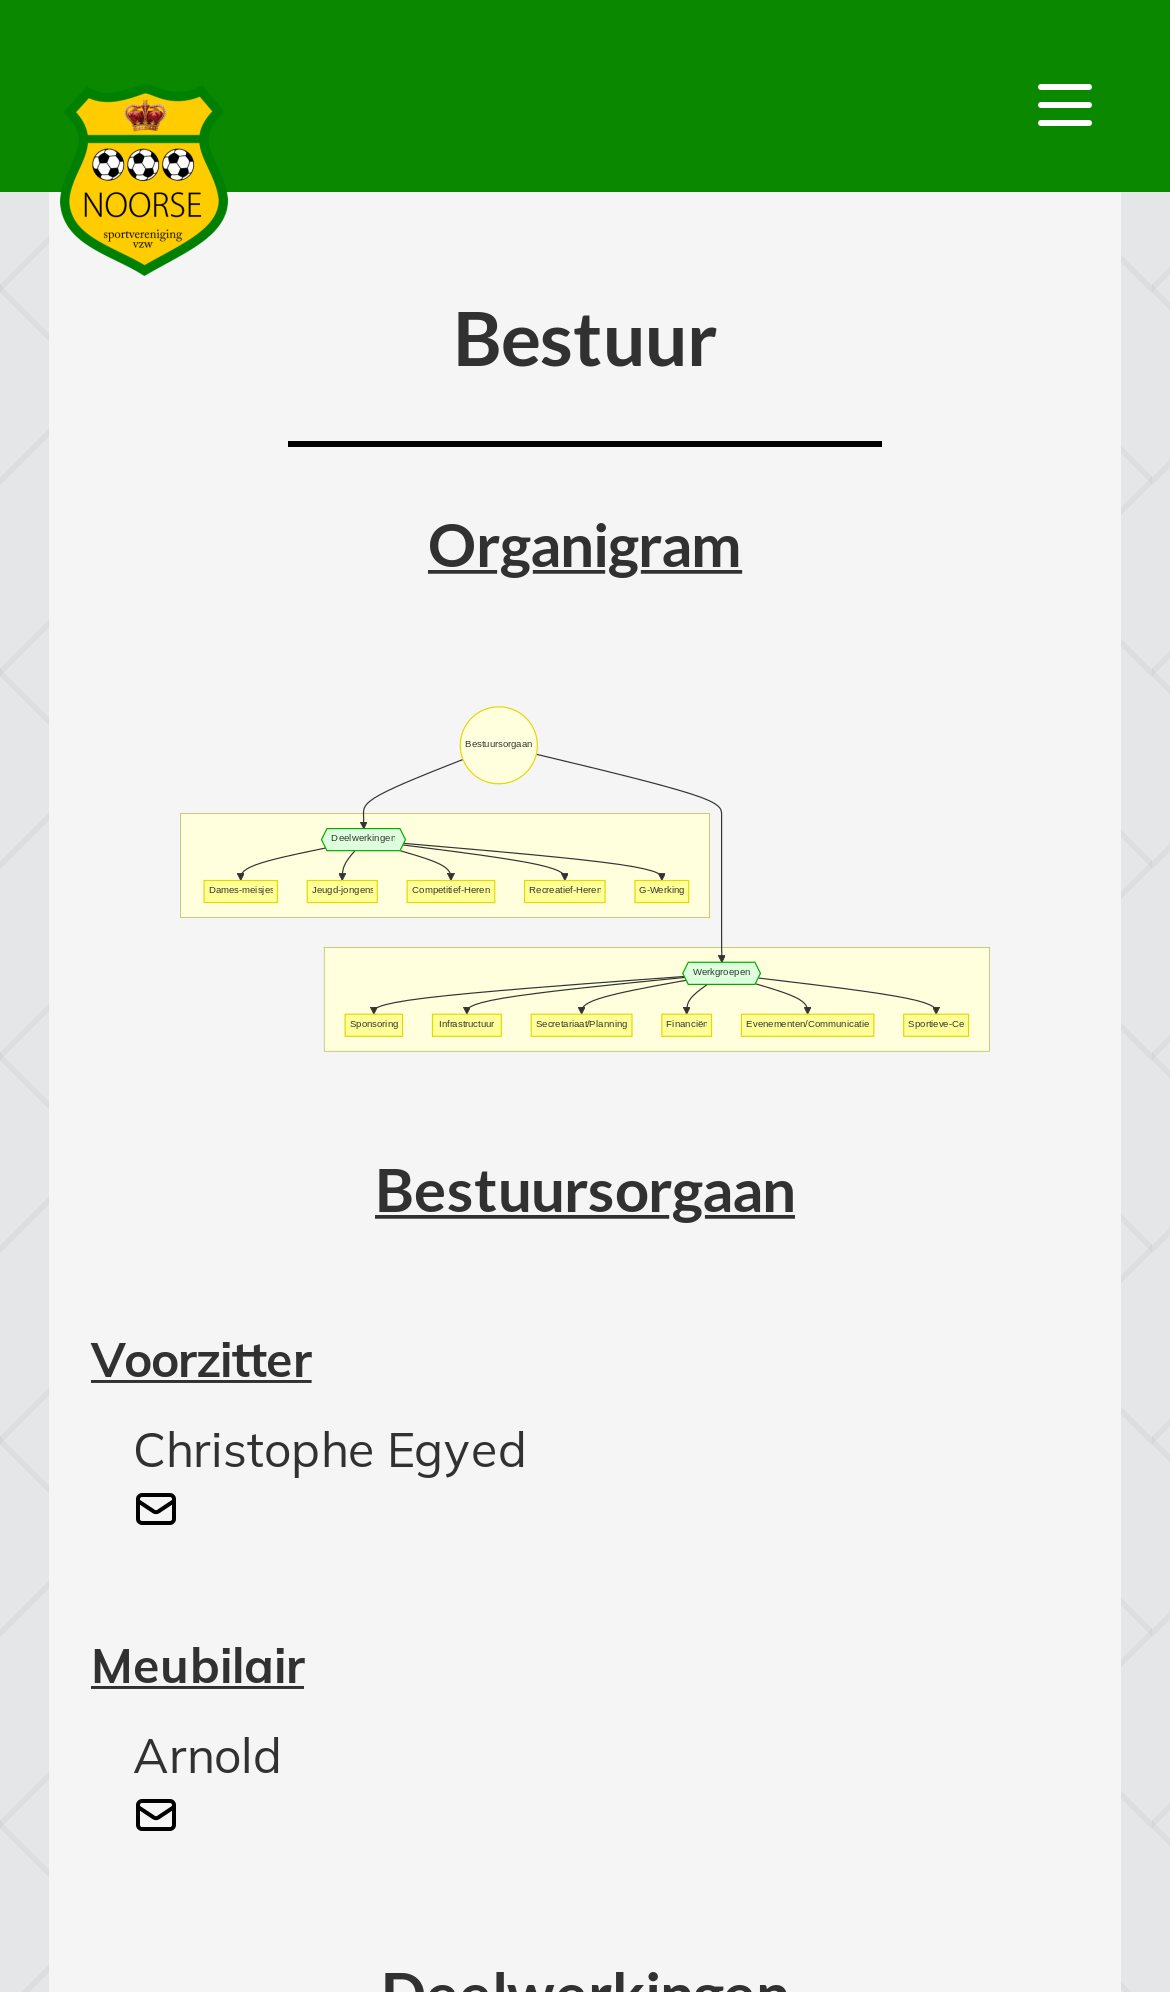 NOORSE
sportvereniging
vzw
Bestuur
Organigram
Bestuursorgaan
Deelwerkingen
Dames-meisjes
Jeugd-jongens
Competitief-Heren
Recreatief-Heren
G-Werking
Werkgroepen
Sponsoring
Infrastructuur
Secretariaat/Planning
Financiën
Evenementen/Communicatie
Sportieve-Ce
Bestuursorgaan
Voorzitter
Christophe Egyed
Meubilair
Arnold
Deelwerkingen